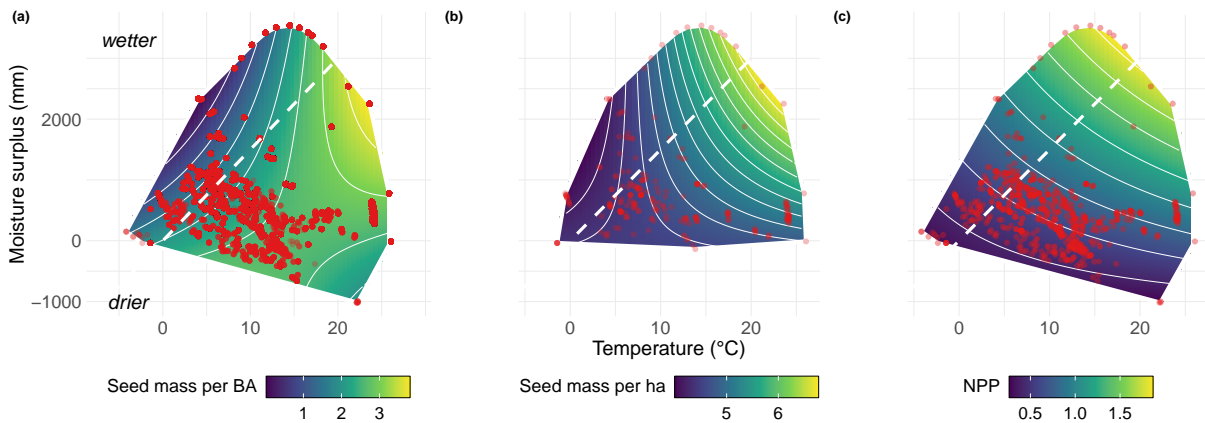 (a) (b) (c)
wetter
Moisture surplus (mm)
2000
0
−1000
drier
0 10 20 0 10 20 0 10 20
Temperature (°C)
Seed mass per BA Seed mass per ha NPP
1 2 3 5 6 0.5 1.0 1.5